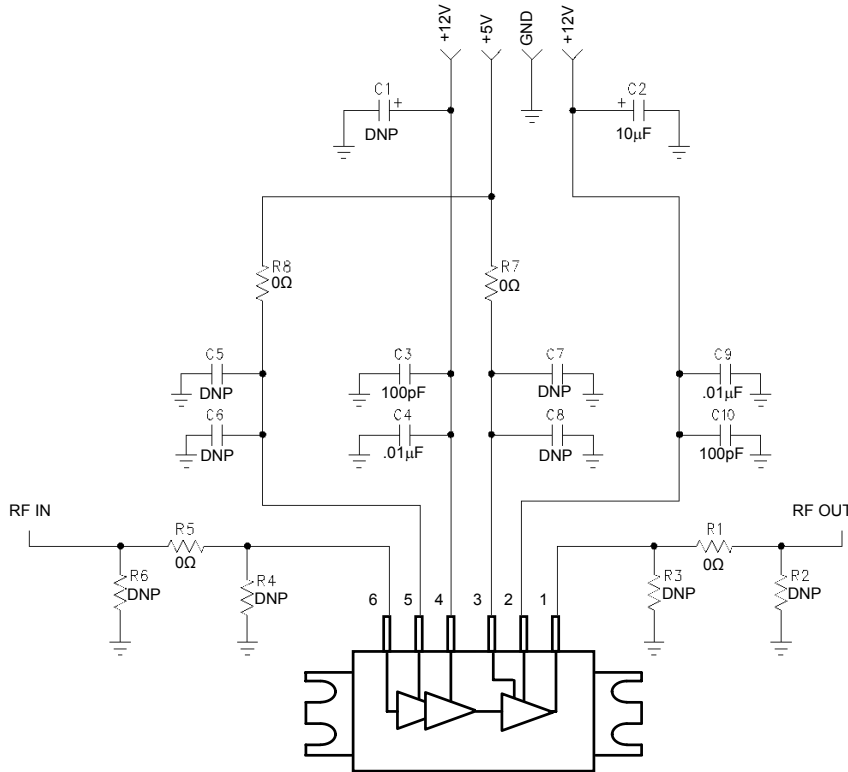 +12V +5V GND +12V
C1 + C2 +
DNP 10µF
R8 R7
0Ω 0Ω
C5 C3 C7 C9
DNP 100pF DNP .01µF
C6 C4 C8 C10
DNP .01µF DNP 100pF
RF IN R5 R1 RF OUT
0Ω 0Ω
R6 R4 R3 R2
DNP DNP DNP DNP
6 5 4 3 2 1